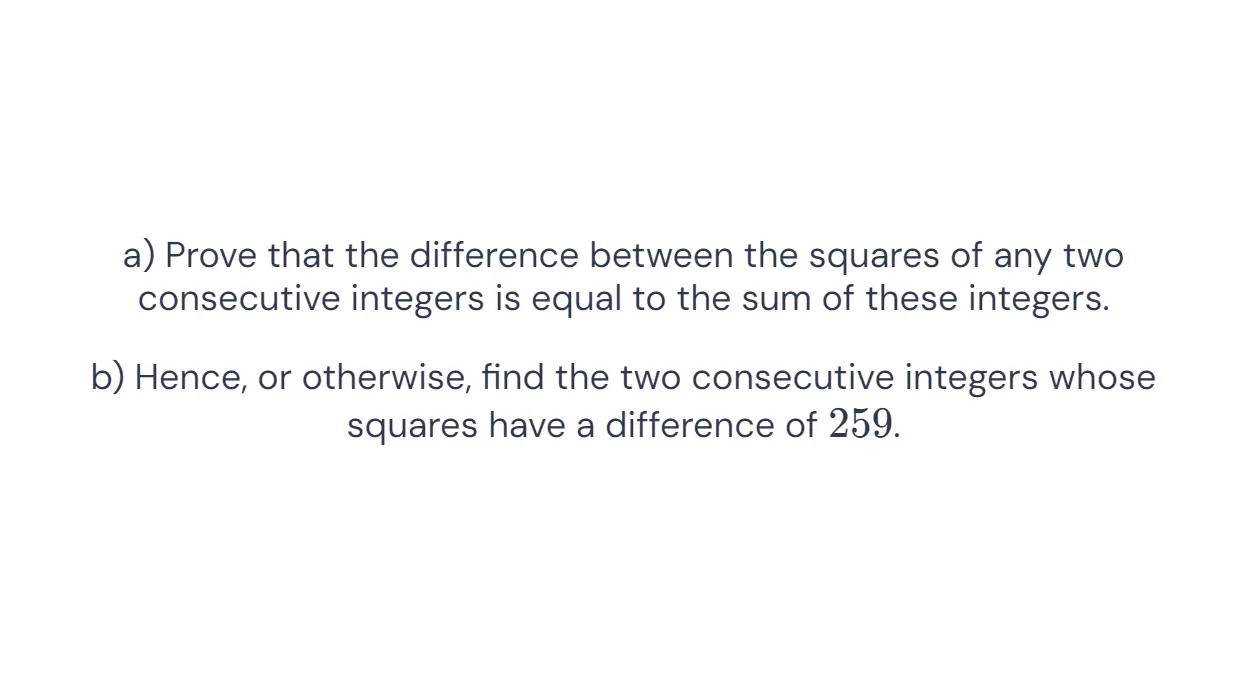 a) Prove that the difference between the squares of any two
consecutive integers is equal to the sum of these integers.
b) Hence, or otherwise, find the two consecutive integers whose
squares have a difference of 259.